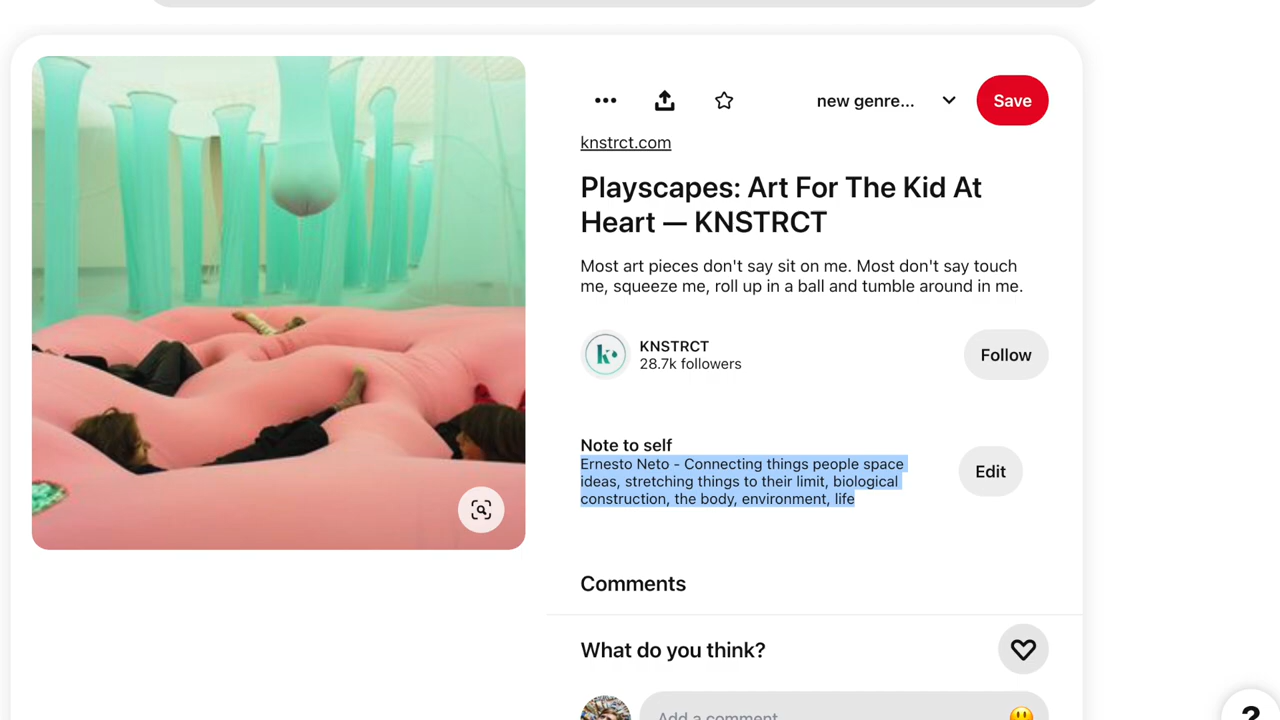 new genre...
Save
knstrct.com
Playscapes: Art For The Kid At
Heart — KNSTRCT
Most art pieces don't say sit on me. Most don't say touch
me, squeeze me, roll up in a ball and tumble around in me.
k
KNSTRCT
28.7k followers
Follow
Note to self
Ernesto Neto - Connecting things people space
ideas, stretching things to their limit, biological
construction, the body, environment, life
Edit
Comments
What do you think?
Add a comment
?